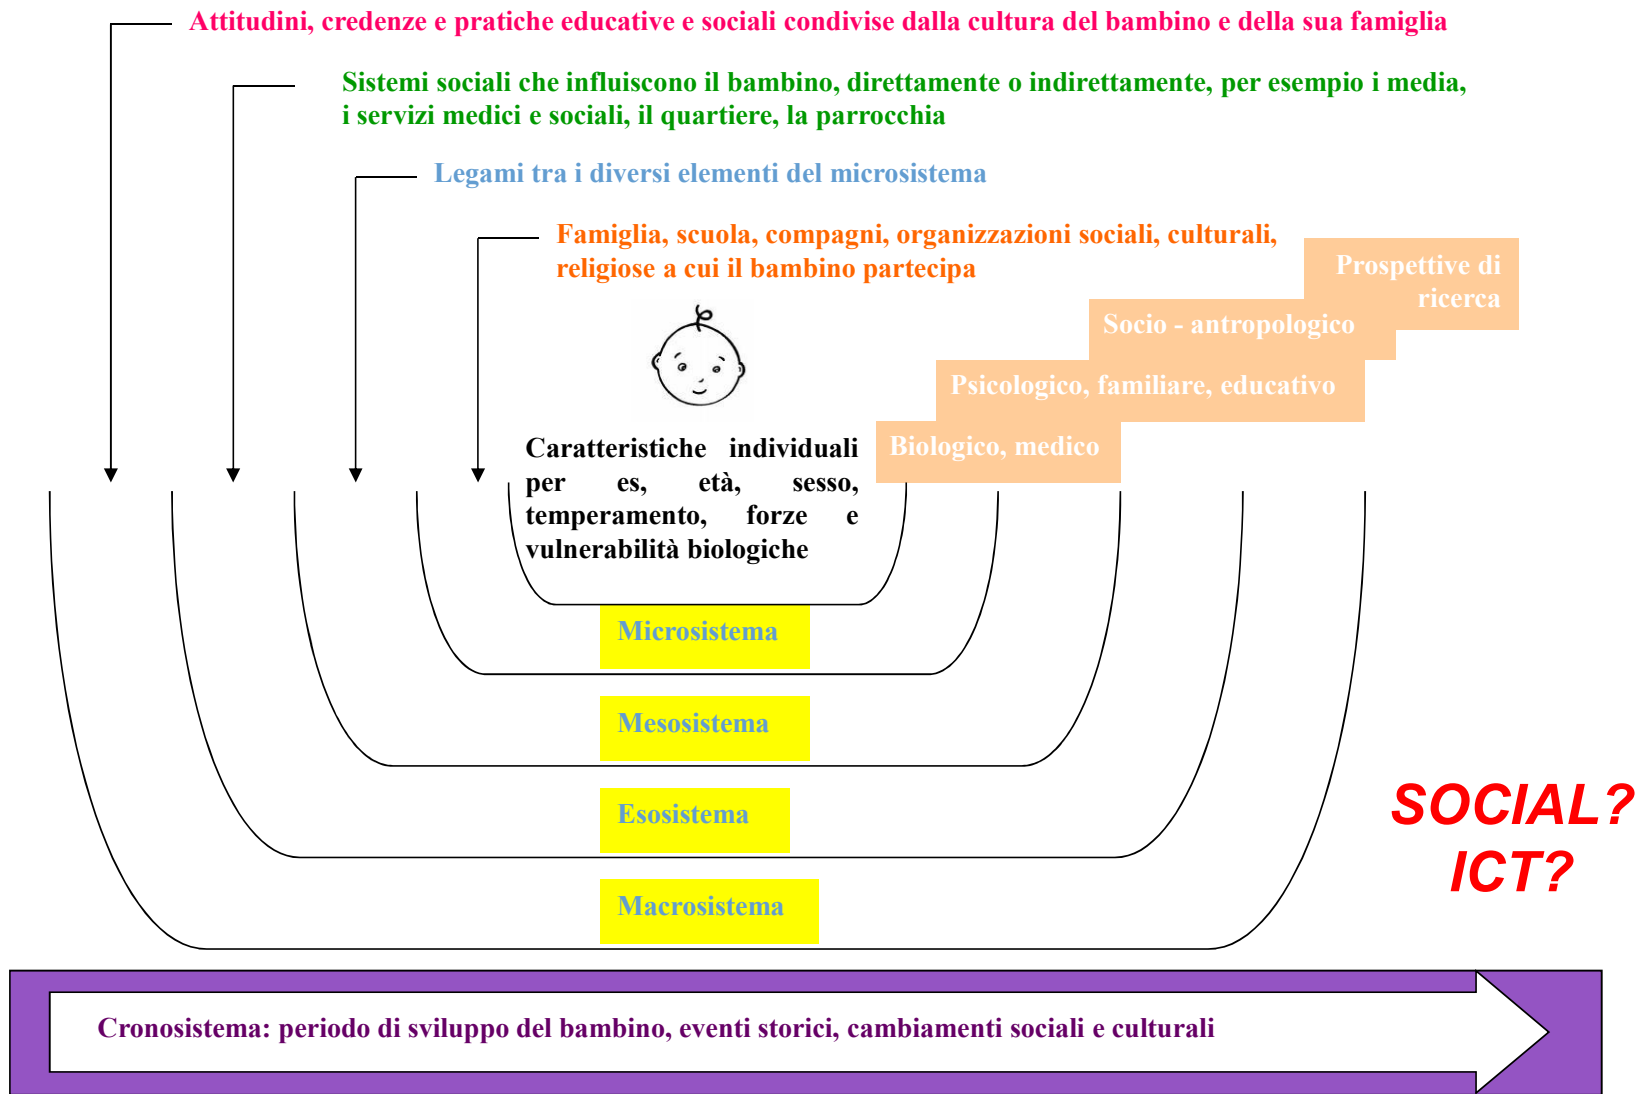 Attitudini, credenze e pratiche educative e sociali condivise dalla cultura del bambino e della sua famiglia
Sistemi sociali che influiscono il bambino, direttamente o indirettamente, per esempio i media,
i servizi medici e sociali, il quartiere, la parrocchia
Legami tra i diversi elementi del microsistema
Famiglia, scuola, compagni, organizzazioni sociali, culturali,
religiose a cui il bambino partecipa
Prospettive di
ricerca
Socio - antropologico
Psicologico, familiare, educativo
Biologico, medico
Caratteristiche individuali
per es, età, sesso,
temperamento, forze e
vulnerabilità biologiche
Microsistema
Mesosistema
Esosistema
Macrosistema
SOCIAL?
ICT?
Cronosistema: periodo di sviluppo del bambino, eventi storici, cambiamenti sociali e culturali